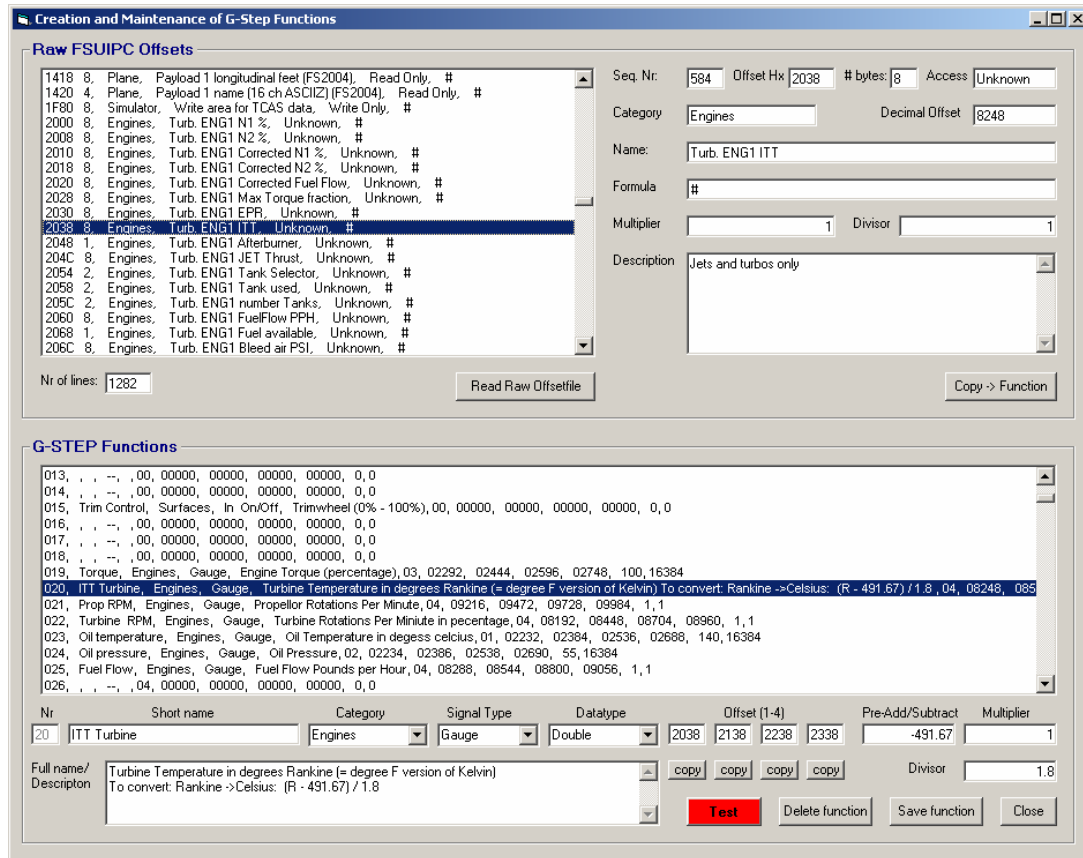 Creation and Maintenance of G-Step Functions
Raw FSUIPC Offsets
1418 8, Plane, Payload 1 longitudinal feet (FS2004), Read Only, #
1420 4, Plane, Payload 1 name (16 ch ASCIIZ) (FS2004), Read Only, #
1F80 8, Simulator, Write area for TCAS data, Write Only, #
2000 8, Engines, Turb. ENG1 N1 %, Unknown, #
2008 8, Engines, Turb. ENG1 N2 %, Unknown, #
2010 8, Engines, Turb. ENG1 Corrected N1 %, Unknown, #
2018 8, Engines, Turb. ENG1 Corrected N2 %, Unknown, #
2020 8, Engines, Turb. ENG1 Corrected Fuel Flow, Unknown, #
2028 8, Engines, Turb. ENG1 Max Torque fraction, Unknown, #
2030 8, Engines, Turb. ENG1 EPR, Unknown, #
2038 8, Engines, Turb. ENG1 ITT, Unknown, #
2048 1, Engines, Turb. ENG1 Afterburner, Unknown, #
204C 8, Engines, Turb. ENG1 JET Thrust, Unknown, #
2054 2, Engines, Turb. ENG1 Tank Selector, Unknown, #
2058 2, Engines, Turb. ENG1 Tank used, Unknown, #
205C 2, Engines, Turb. ENG1 number Tanks, Unknown, #
2060 8, Engines, Turb. ENG1 FuelFlow PPH, Unknown, #
2068 1, Engines, Turb. ENG1 Fuel available, Unknown, #
206C 8, Engines, Turb. ENG1 Bleed air PSI, Unknown, #
Nr of lines: 1282
Read Raw Offsetfile
Seq. Nr: 584 Offset Hx 2038 # bytes: 8 Access Unknown
Category Engines Decimal Offset 8248
Name: Turb. ENG1 ITT
Formula #
Multiplier 1 Divisor 1
Description Jets and turbos only
Copy -> Function
G-STEP Functions
013, , , --, ,00, 00000, 00000, 00000, 00000, 0,0
014, , , --, ,00, 00000, 00000, 00000, 00000, 0,0
015, Trim Control, Surfaces, In On/Off, Trimwheel (0% - 100%),00, 00000, 00000, 00000, 00000, 0,0
016, , , --, ,00, 00000, 00000, 00000, 00000, 0,0
017, , , --, ,00, 00000, 00000, 00000, 00000, 0,0
018, , , --, ,00, 00000, 00000, 00000, 00000, 0,0
019, Torque, Engines, Gauge, Engine Torque (percentage),03, 02292, 02444, 02596, 02748, 100,16384
020, ITT Turbine, Engines, Gauge, Turbine Temperature in degrees Rankine (= degree F version of Kelvin) To convert: Rankine ->Celsius: (R - 491.67) / 1.8 , 04, 08248, 085
021, Prop RPM, Engines, Gauge, Propellor Rotations Per Minute,04, 09216, 09472, 09728, 09984, 1,1
022, Turbine RPM, Engines, Gauge, Turbine Rotations Per Miniute in pecentage,04, 08192, 08448, 08704, 08960, 1,1
023, Oil temperature, Engines, Gauge, Oil Temperature in degess celcius,01, 02232, 02384, 02536, 02688, 140,16384
024, Oil pressure, Engines, Gauge, Oil Pressure,02, 02234, 02386, 02538, 02690, 55,16384
025, Fuel Flow, Engines, Gauge, Fuel Flow Pounds per Hour,04, 08288, 08544, 08800, 09056, 1,1
026, , , --, ,04, 00000, 00000, 00000, 00000, 0,0
Nr Short name Category Signal Type Datatype Offset (1-4) Pre-Add/Subtract Multiplier
20 ITT Turbine Engines Gauge Double 2038 2138 2238 2338 -491.67 1
Full name/
Descripton
Turbine Temperature in degrees Rankine (= degree F version of Kelvin)
To convert: Rankine ->Celsius: (R - 491.67) / 1.8
copy copy copy copy Divisor 1.8
Test Delete function Save function Close